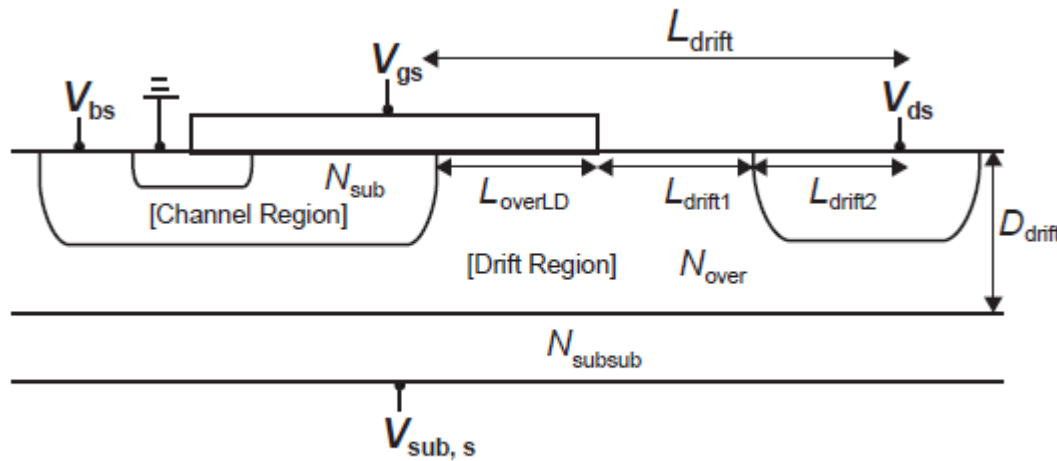 L_drift
V_gs
V_bs
V_ds
N_sub
[Channel Region]
L_overLD
L_drift1
L_drift2
D_drift
[Drift Region]
N_over
N_subsub
V_sub, s